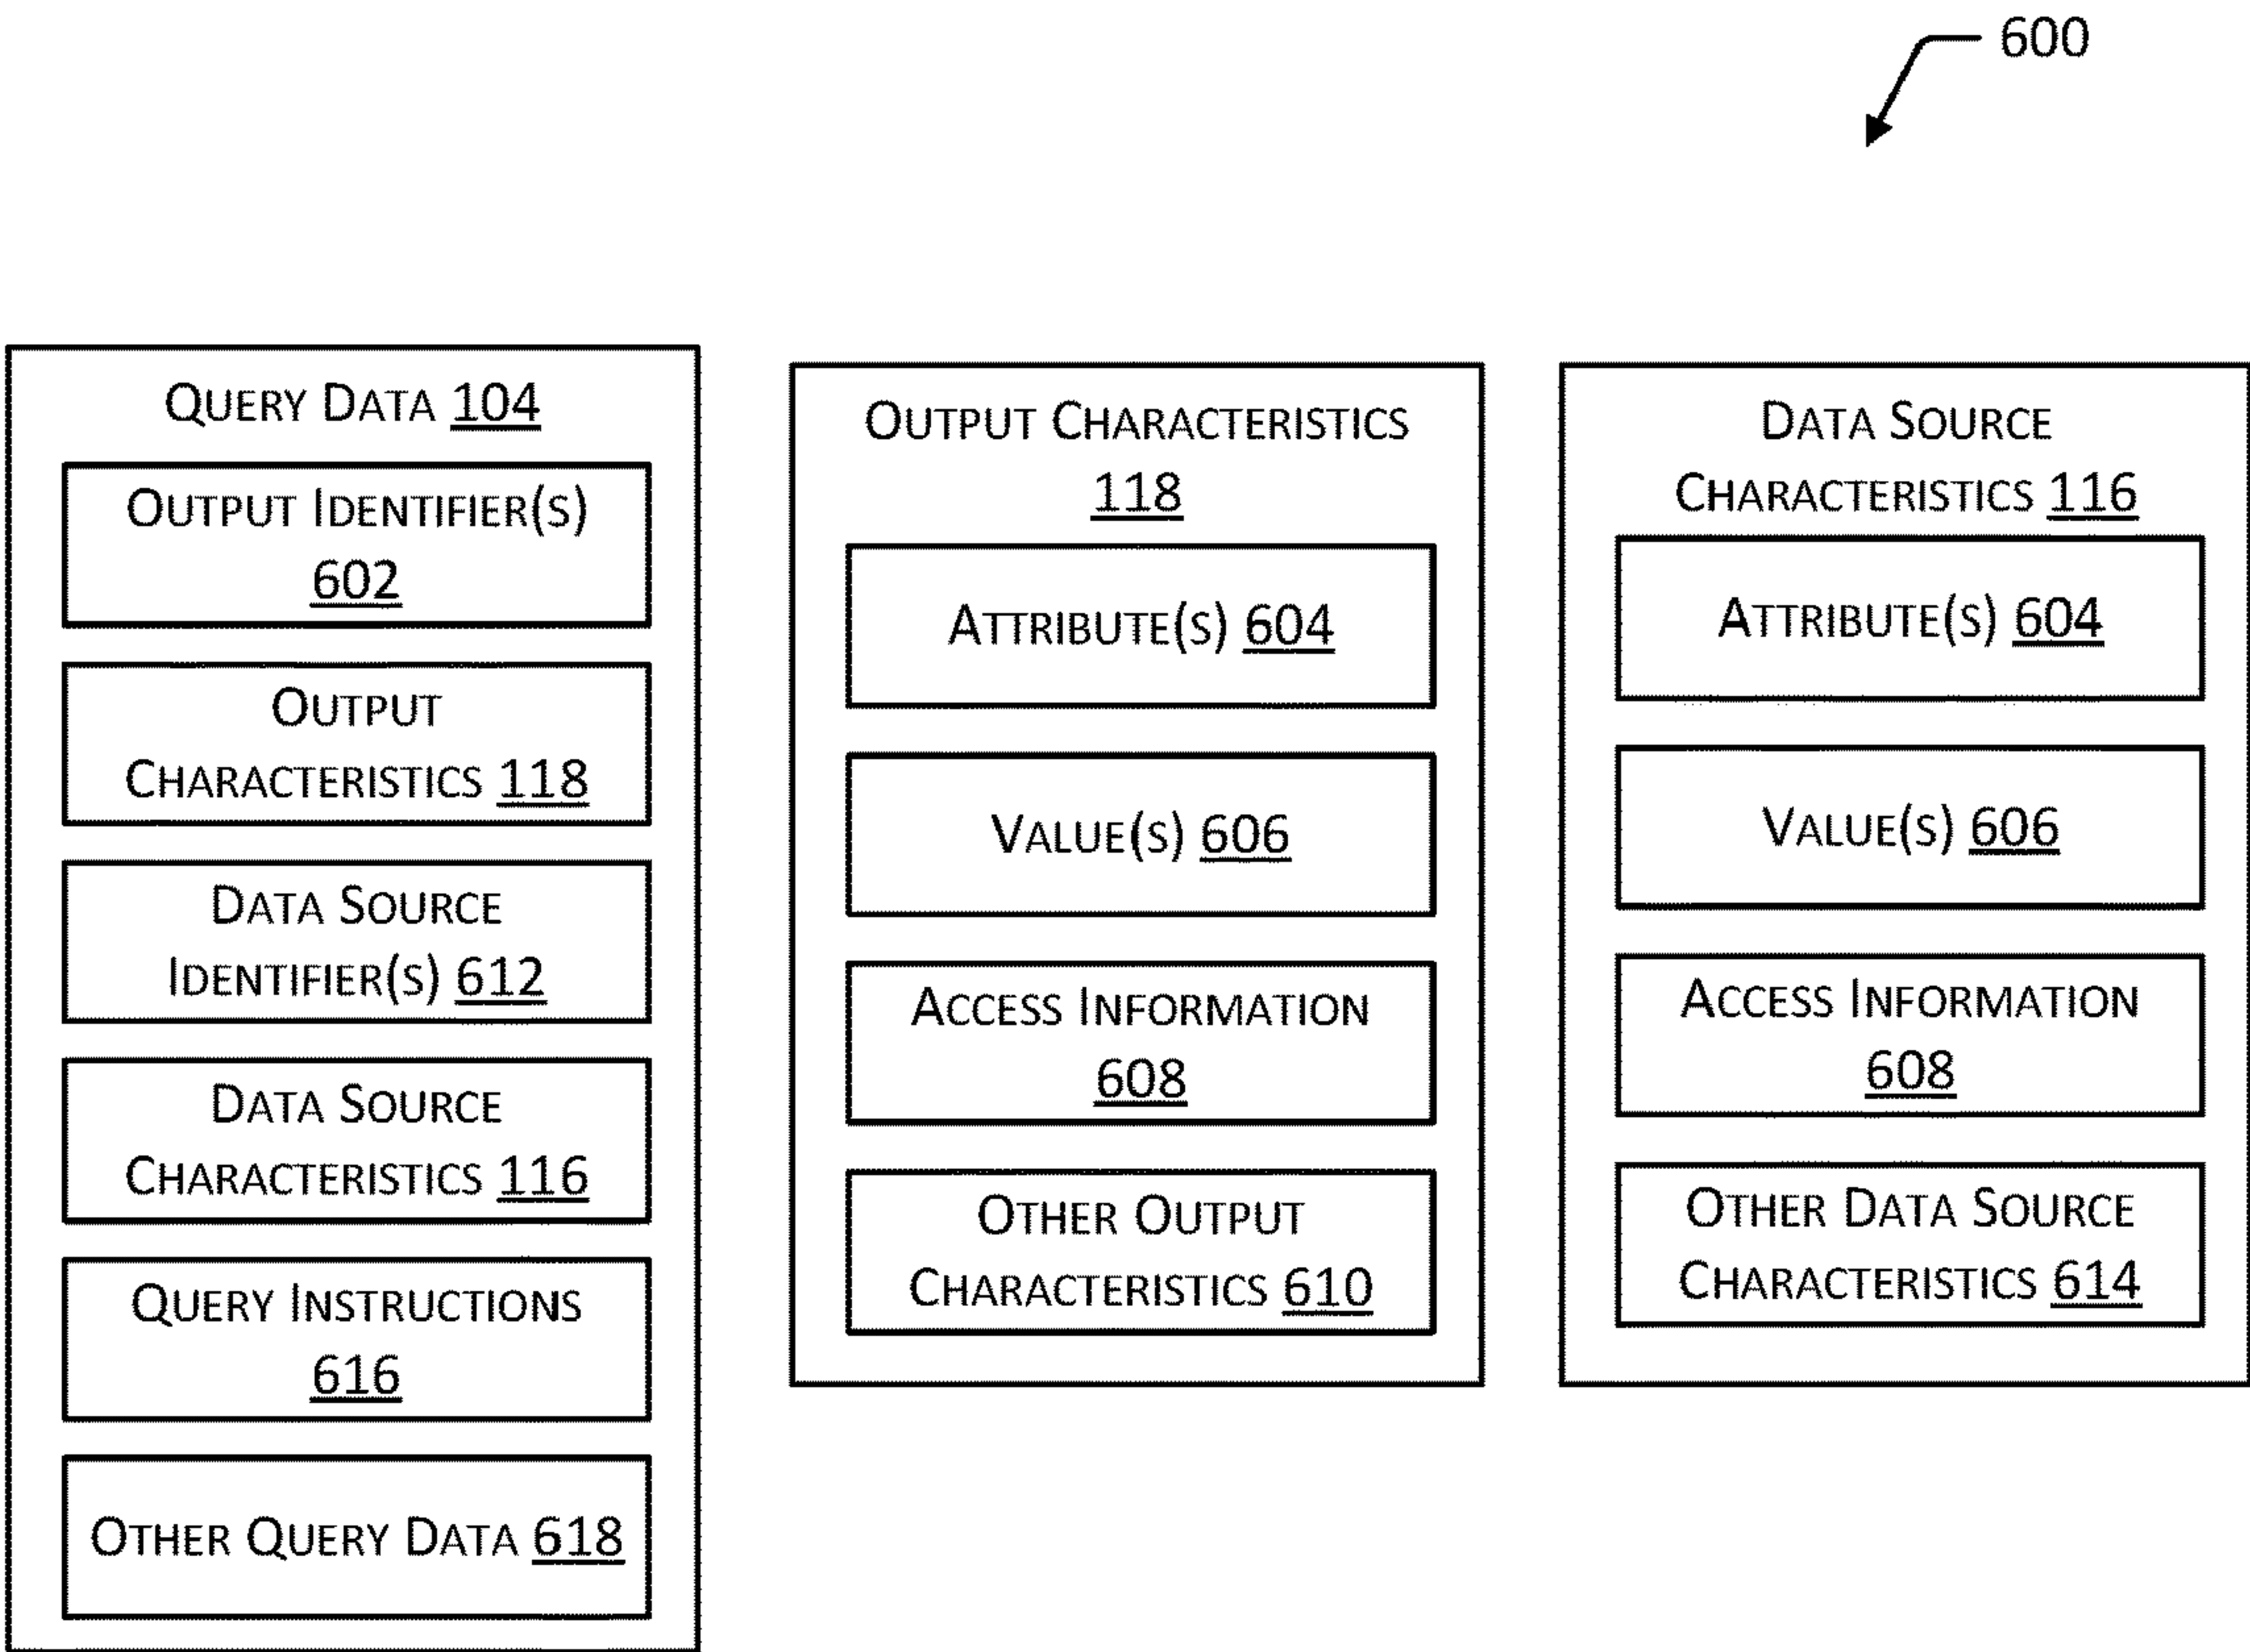 600
Query Data 104
Output Identifier(s)
602
Output
Characteristics 118
Data Source
Identifier(s) 612
Data Source
Characteristics 116
Query Instructions
616
Other Query Data 618
Output Characteristics
118
Attribute(s) 604
Value(s) 606
Access Information
608
Other Output
Characteristics 610
Data Source
Characteristics 116
Attribute(s) 604
Value(s) 606
Access Information
608
Other Data Source
Characteristics 614